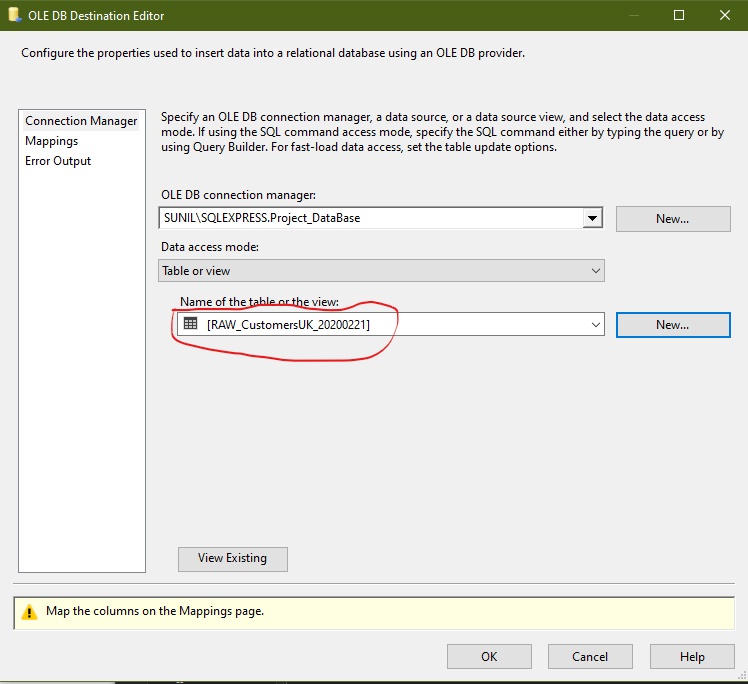 OLE DB Destination Editor
Configure the properties used to insert data into a relational database using an OLE DB provider.
Connection Manager
Mappings
Error Output
Specify an OLE DB connection manager, a data source, or a data source view, and select the data access
mode. If using the SQL command access mode, specify the SQL command either by typing the query or by
using Query Builder. For fast-load data access, set the table update options.
OLE DB connection manager:
SUNIL\SQLEXPRESS.Project_DataBase
New...
Data access mode:
Table or view
Name of the table or the view:
[RAW_CustomersUK_20200221]
New...
View Existing
Map the columns on the Mappings page.
OK
Cancel
Help